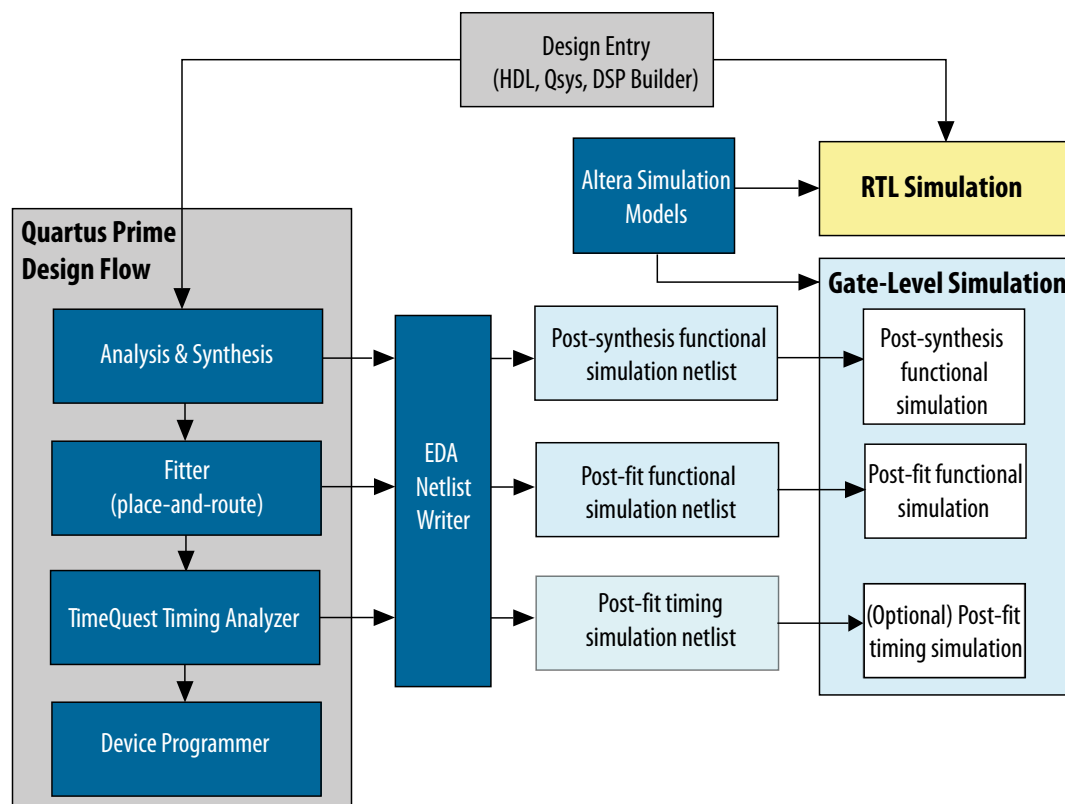 Design Entry
(HDL, Qsys, DSP Builder)
Altera Simulation
Models
RTL Simulation
Quartus Prime
Design Flow
Gate-Level Simulation
Analysis & Synthesis
Post-synthesis functional
simulation netlist
Post-synthesis
functional
simulation
Fitter
(place-and-route)
EDA
Netlist
Writer
Post-fit functional
simulation netlist
Post-fit functional
simulation
TimeQuest Timing Analyzer
Post-fit timing
simulation netlist
(Optional) Post-fit
timing simulation
Device Programmer